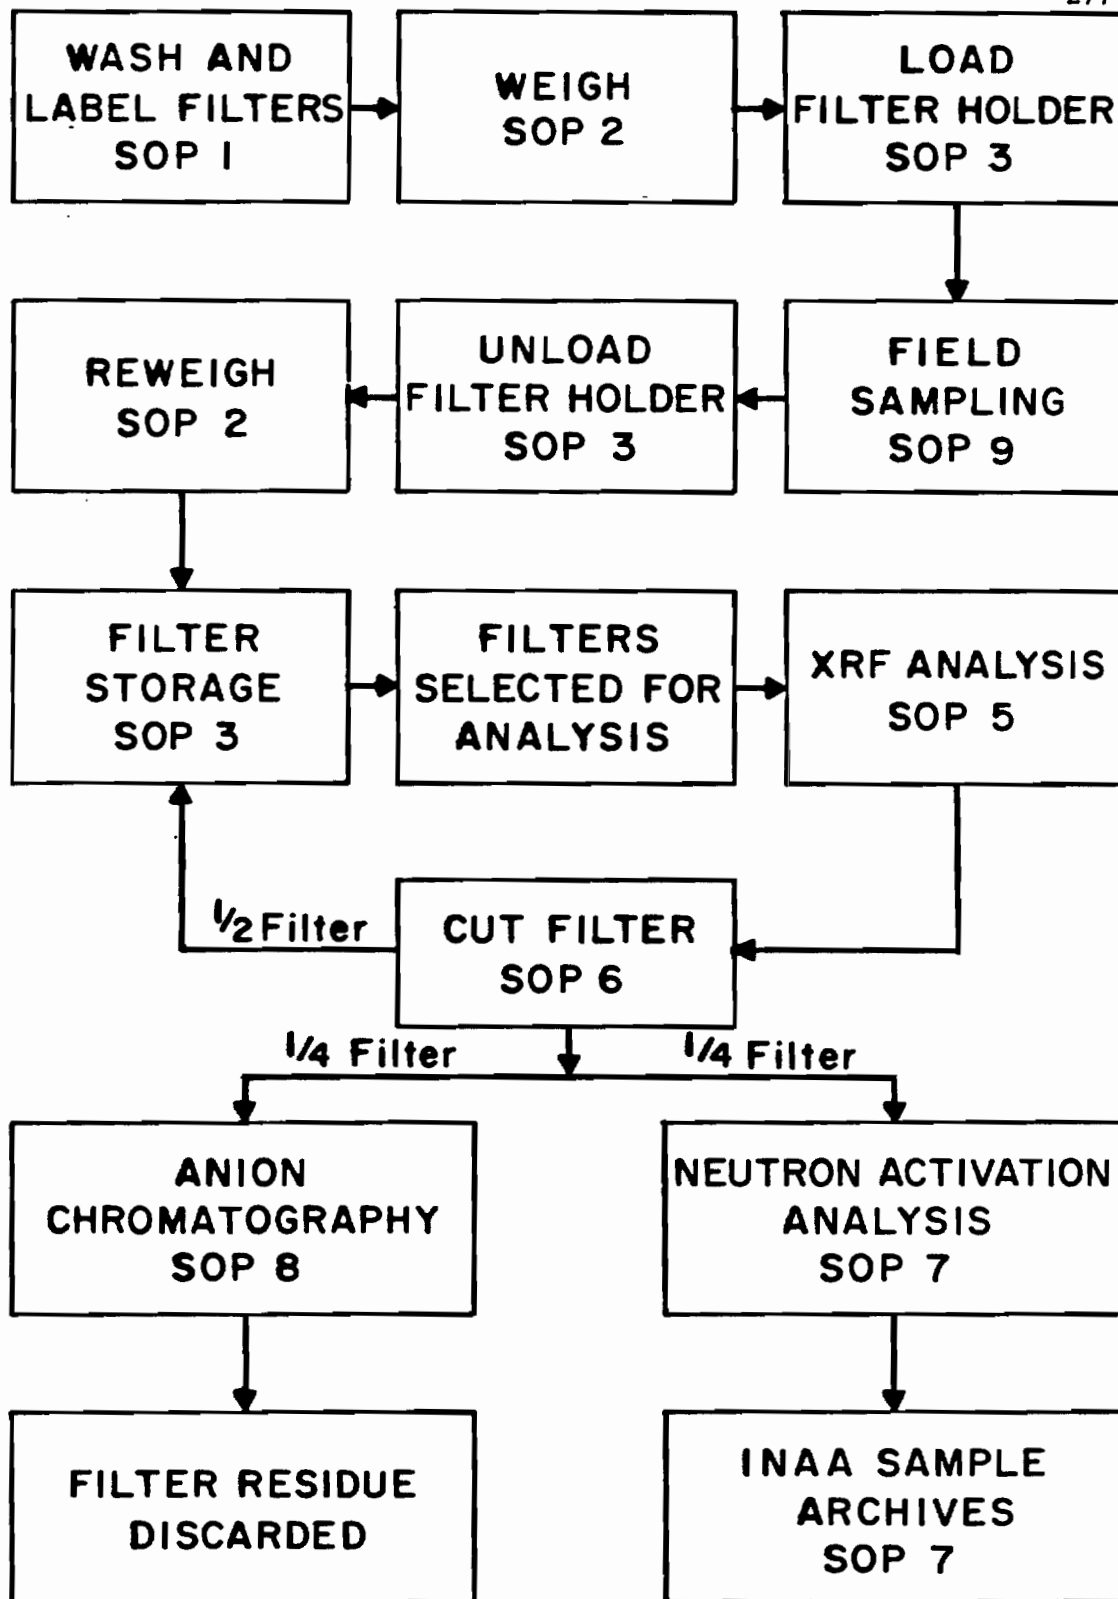 WASH AND
LABEL FILTERS
SOP 1
WEIGH
SOP 2
LOAD
FILTER HOLDER
SOP 3
REWEIGH
SOP 2
UNLOAD
FILTER HOLDER
SOP 3
FIELD
SAMPLING
SOP 9
FILTER
STORAGE
SOP 3
FILTERS
SELECTED FOR
ANALYSIS
XRF ANALYSIS
SOP 5
1/2 Filter
CUT FILTER
SOP 6
1/4 Filter
1/4 Filter
ANION
CHROMATOGRAPHY
SOP 8
NEUTRON ACTIVATION
ANALYSIS
SOP 7
FILTER RESIDUE
DISCARDED
INAA SAMPLE
ARCHIVES
SOP 7